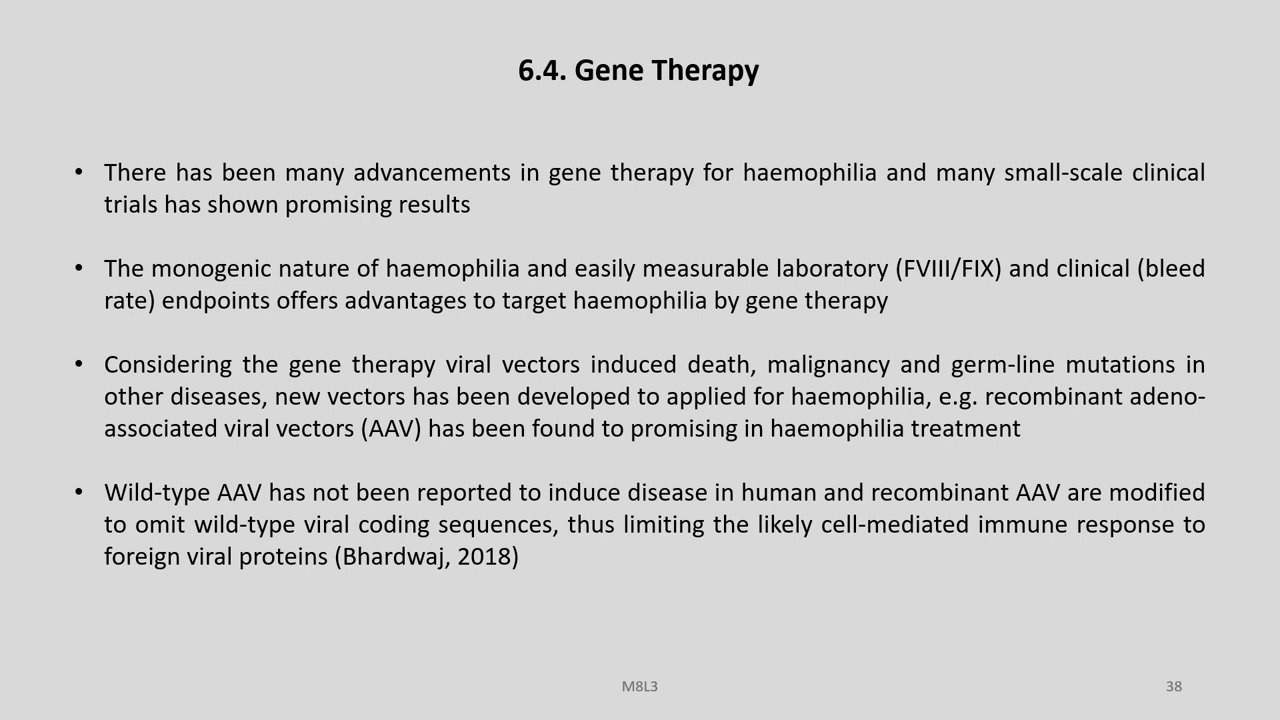 6.4. Gene Therapy
• There has been many advancements in gene therapy for haemophilia and many small-scale clinical
trials has shown promising results
• The monogenic nature of haemophilia and easily measurable laboratory (FVIII/FIX) and clinical (bleed
rate) endpoints offers advantages to target haemophilia by gene therapy
• Considering the gene therapy viral vectors induced death, malignancy and germ-line mutations in
other diseases, new vectors has been developed to applied for haemophilia, e.g. recombinant adeno-
associated viral vectors (AAV) has been found to promising in haemophilia treatment
• Wild-type AAV has not been reported to induce disease in human and recombinant AAV are modified
to omit wild-type viral coding sequences, thus limiting the likely cell-mediated immune response to
foreign viral proteins (Bhardwaj, 2018)
M8L3
38